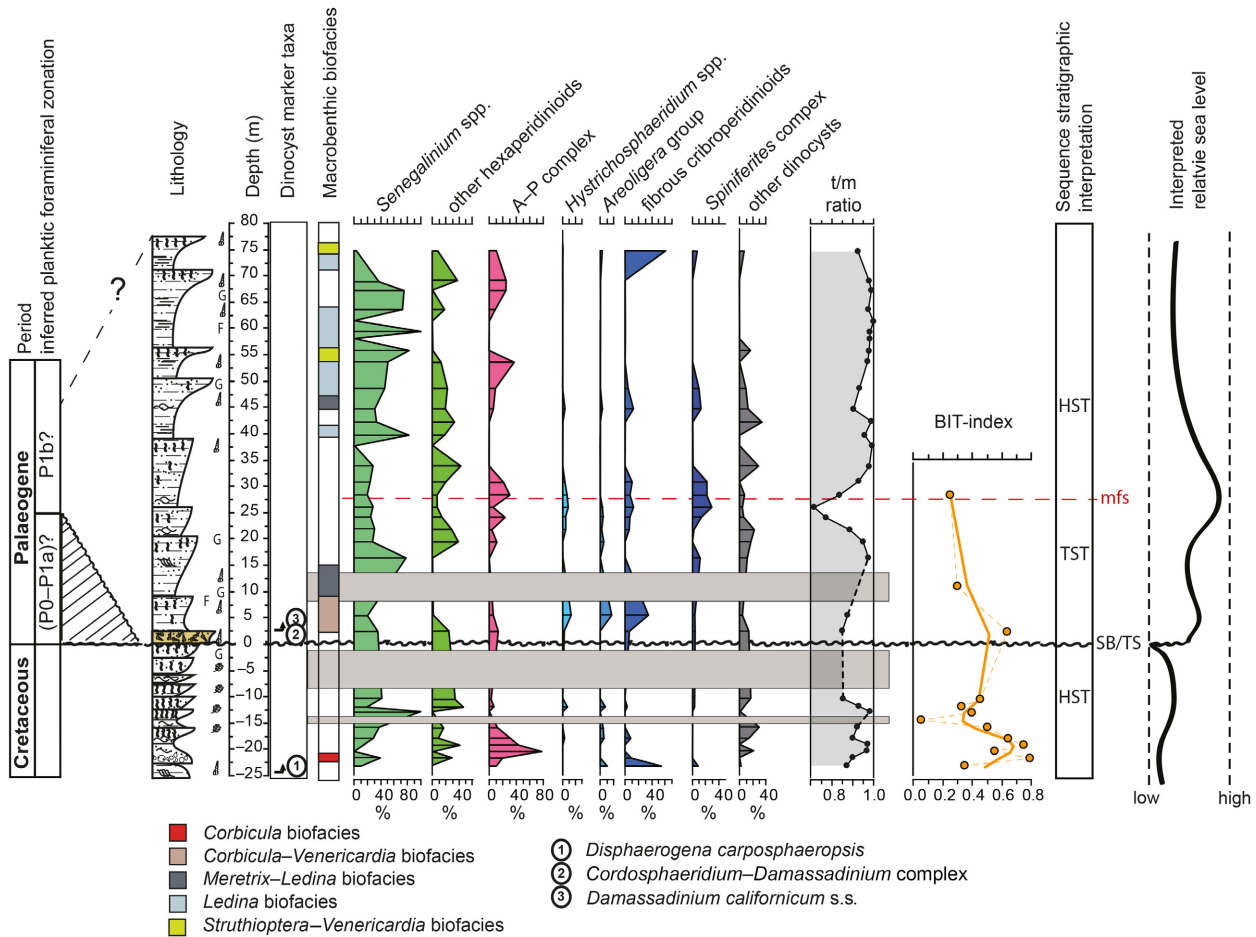 Period
inferred planktic foraminiferal zonation
Lithology
Depth (m)
Dinocyst marker taxa
Macrobenthic biofacies
Senegalinium spp.
other hexaperidinioids
A–P complex
Hystrichosphaeridium spp.
Areoligera group
fibrous cribroperidinioids
Spiniferites compex
other dinocysts
t/m
ratio
Sequence stratigraphic
interpretation
Interpreted
relatvie sea level
80
75
70
65
60
55
50
45
40
35
30
25
20
15
10
5
0
–5
–10
–15
–20
–25
?
G
F
G
G
G
F
G
Palaeogene
Cretaceous
P1b?
(P0–P1a)?
3
2
1
BIT-index
HST
mfs
TST
SB/TS
HST
0 40 80
%
0 40
%
0 40 80
%
0
%
0
%
0 40
%
0
%
0 40
%
0.8 1.0
0.0 0.2 0.4 0.6 0.8
low high
Corbicula biofacies
Corbicula–Venericardia biofacies
Meretrix–Ledina biofacies
Ledina biofacies
Struthioptera–Venericardia biofacies
1 Disphaerogena carposphaeropsis
2 Cordosphaeridium–Damassadinium complex
3 Damassadinium californicum s.s.